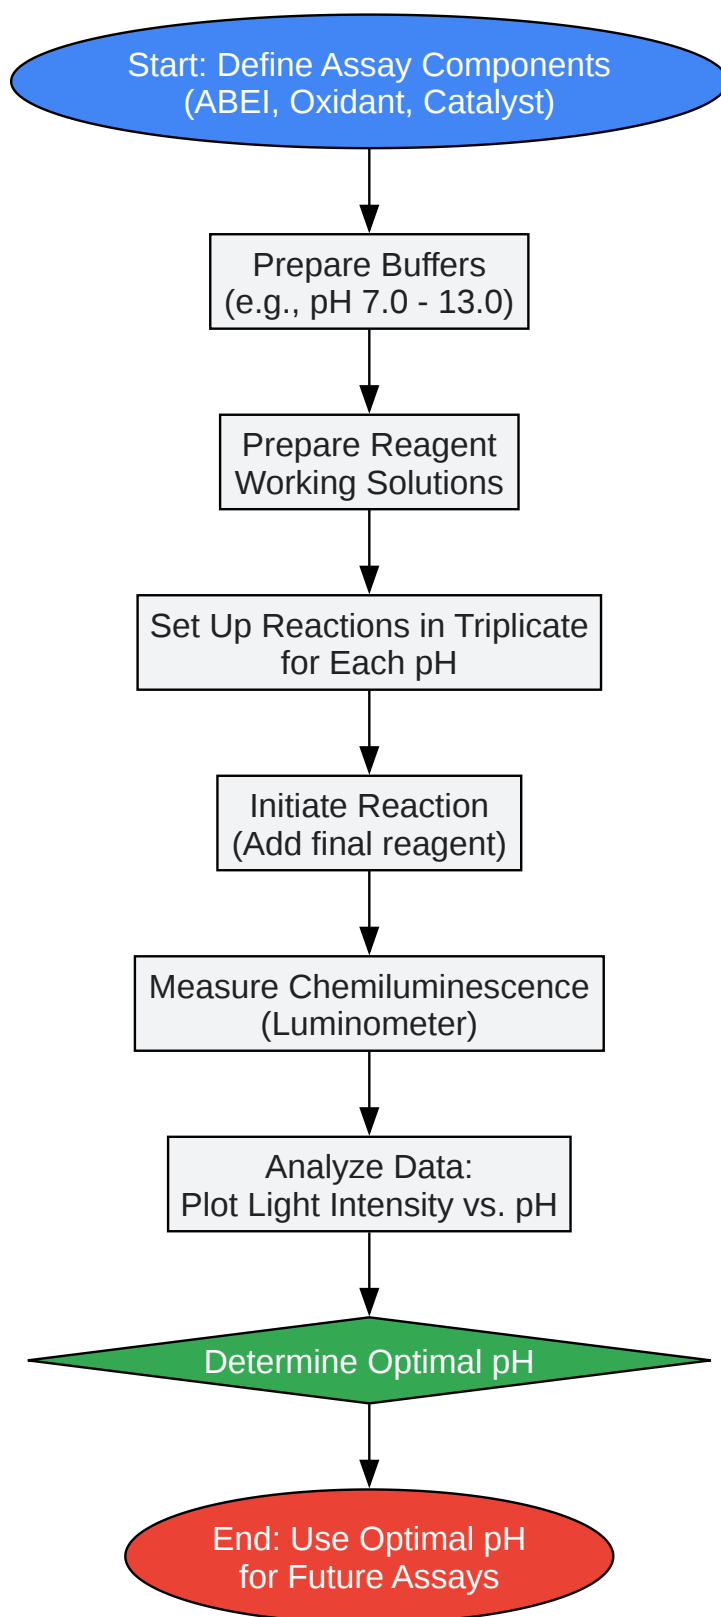 Start: Define Assay Components
(ABEI, Oxidant, Catalyst)
Prepare Buffers
(e.g., pH 7.0 - 13.0)
Prepare Reagent
Working Solutions
Set Up Reactions in Triplicate
for Each pH
Initiate Reaction
(Add final reagent)
Measure Chemiluminescence
(Luminometer)
Analyze Data:
Plot Light Intensity vs. pH
Determine Optimal pH
End: Use Optimal pH
for Future Assays